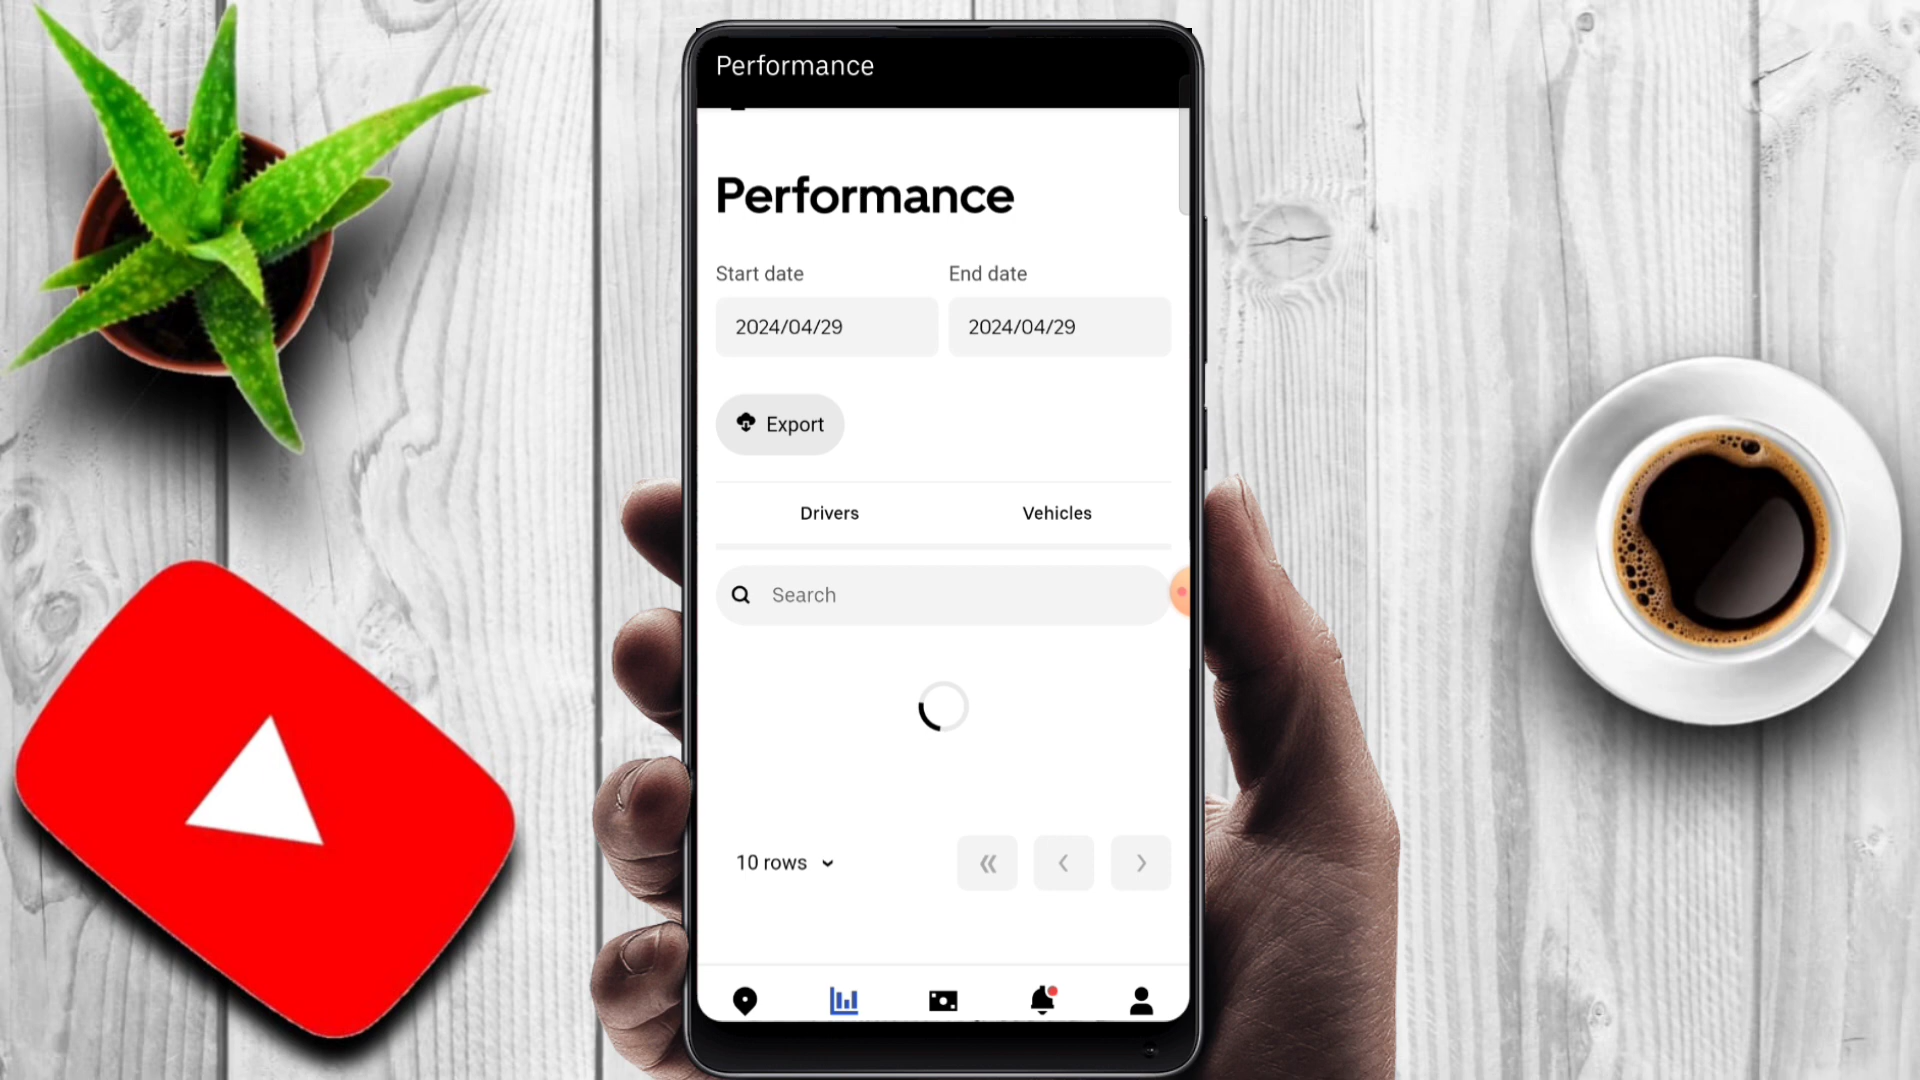 Performance
Performance
Start date
End date
2024/04/29
2024/04/29
Export
Drivers
Vehicles
Search
10 rows